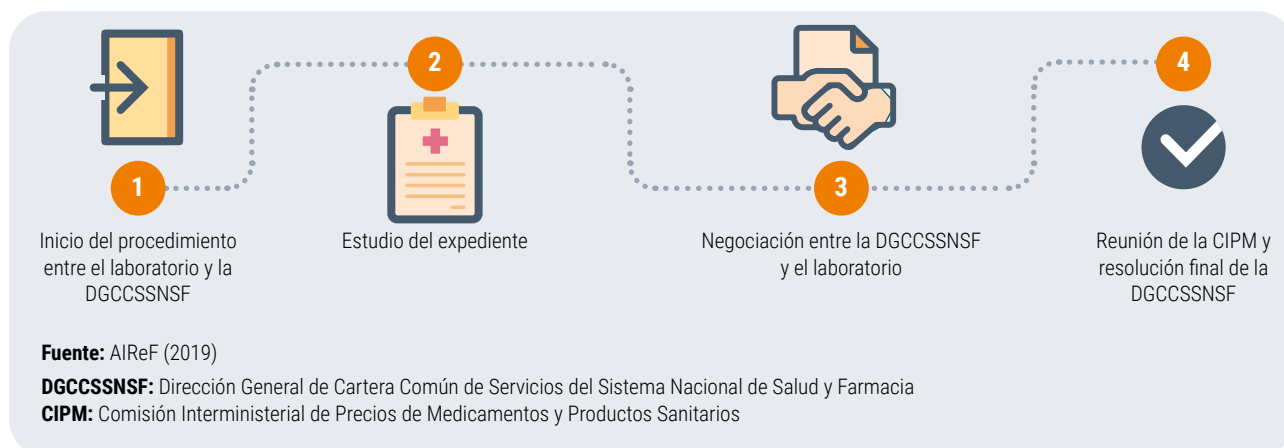 1
Inicio del procedimiento
entre el laboratorio y la
DGCCSSNSF
2
Estudio del expediente
3
Negociación entre la DGCCSSNSF
y el laboratorio
4
Reunión de la CIPM y
resolución final de la
DGCCSSNSF
Fuente: AIReF (2019)
DGCCSSNSF: Dirección General de Cartera Común de Servicios del Sistema Nacional de Salud y Farmacia
CIPM: Comisión Interministerial de Precios de Medicamentos y Productos Sanitarios